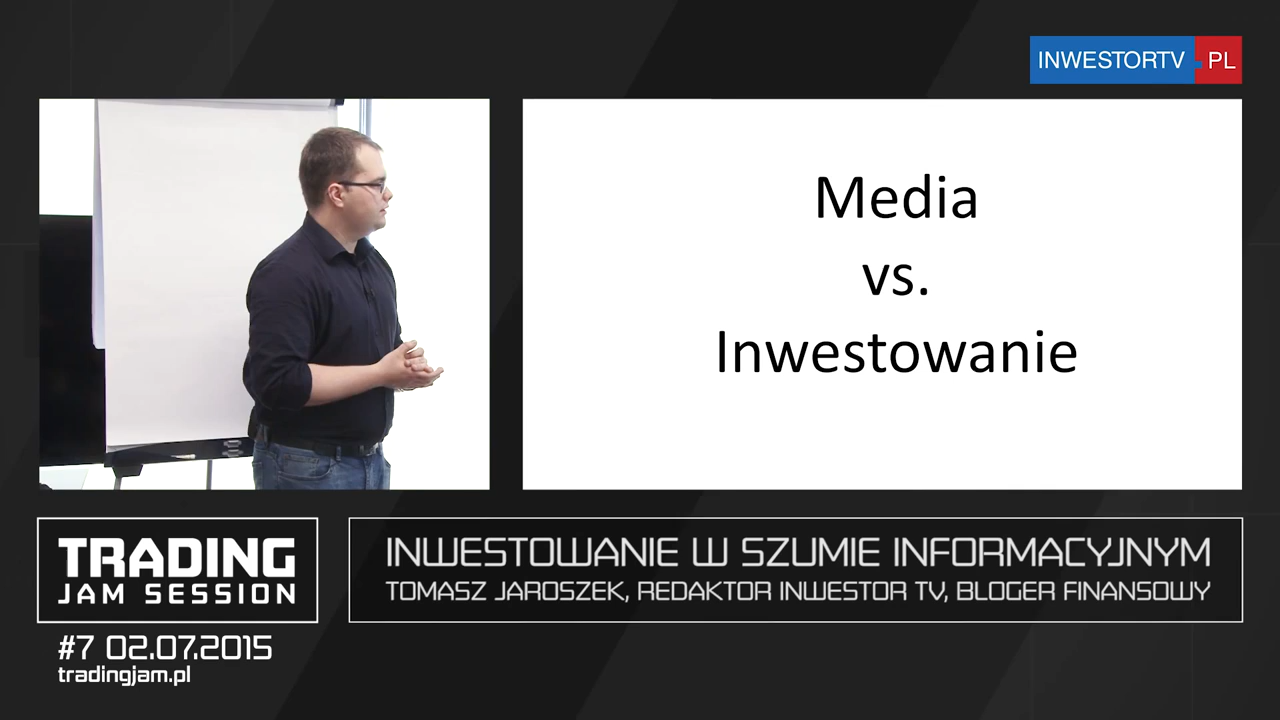 INWESTORTV.PL
Media
vs.
Inwestowanie
TRADING
JAM SESSION
INWESTOWANIE W SZUMIE INFORMACYJNYM
TOMASZ JAROSZEK, REDAKTOR INWESTOR TV, BLOGER FINANSOWY
#7 02.07.2015
tradingjam.pl